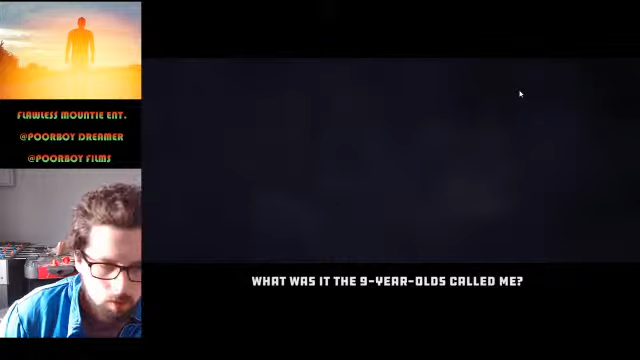 FLAWLESS MOUNTIE ENT.
@POORBOY DREAMER
@POORBOY FILMS
WHAT WAS IT THE 9-YEAR-OLDS CALLED ME?